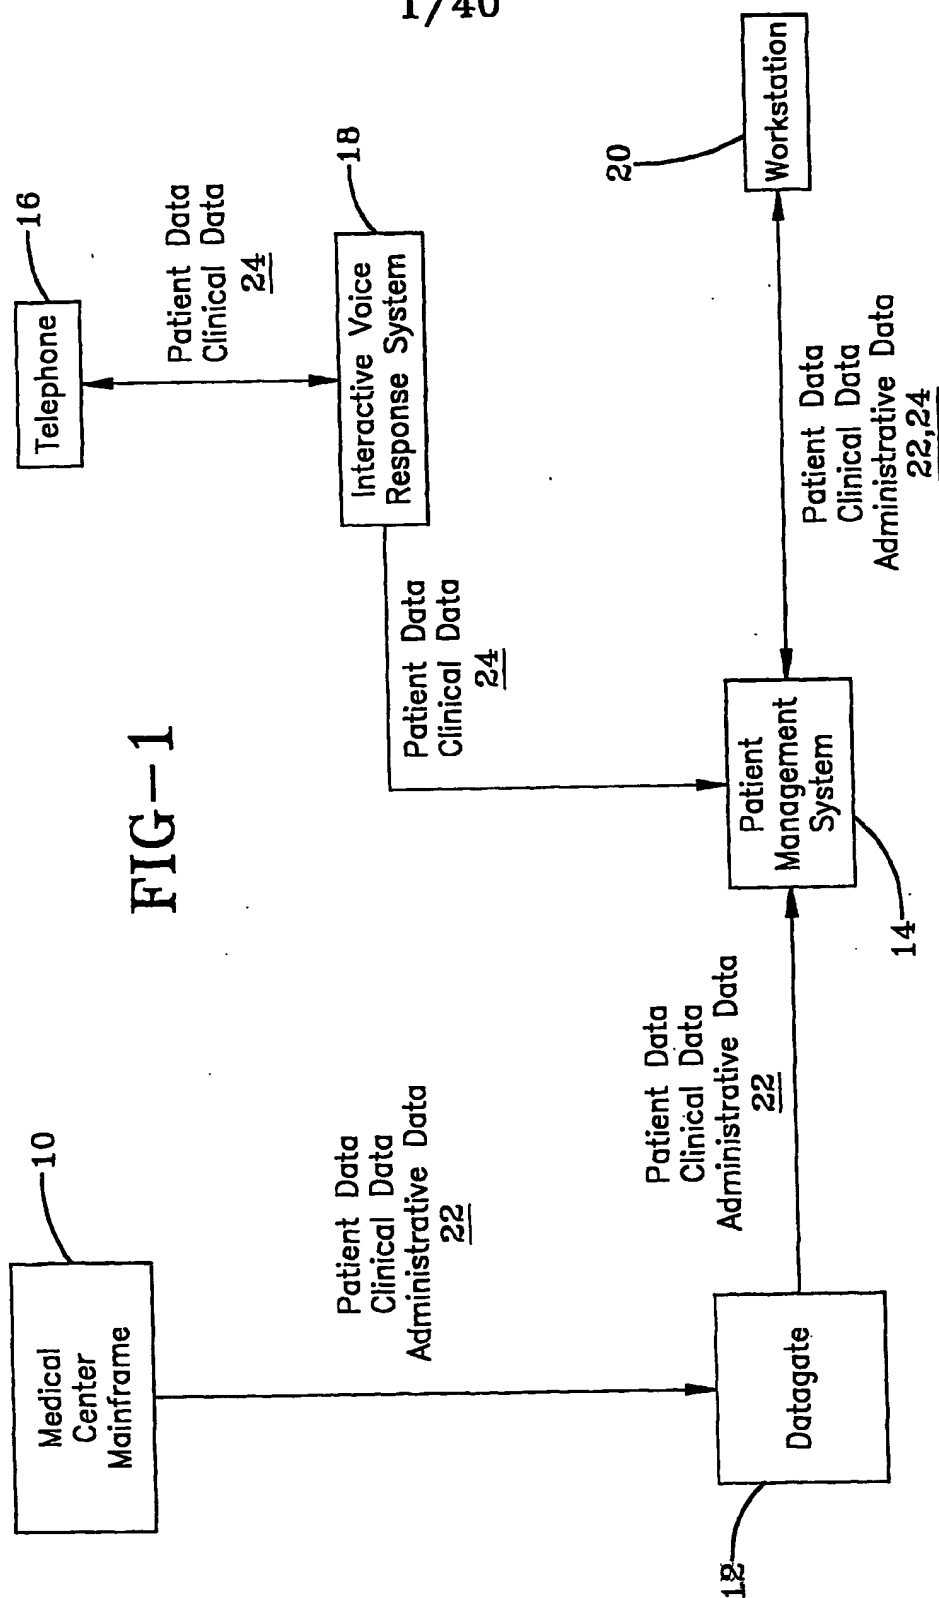 1/40
Medical
Center
Mainframe
10
Patient Data
Clinical Data
Administrative Data
22
Datagate
12
Patient Data
Clinical Data
Administrative Data
22
FIG-1
Telephone
16
Patient Data
Clinical Data
24
Interactive Voice
Response System
18
Patient Data
Clinical Data
24
Patient
Management
System
14
Patient Data
Clinical Data
Administrative Data
22,24
Workstation
20